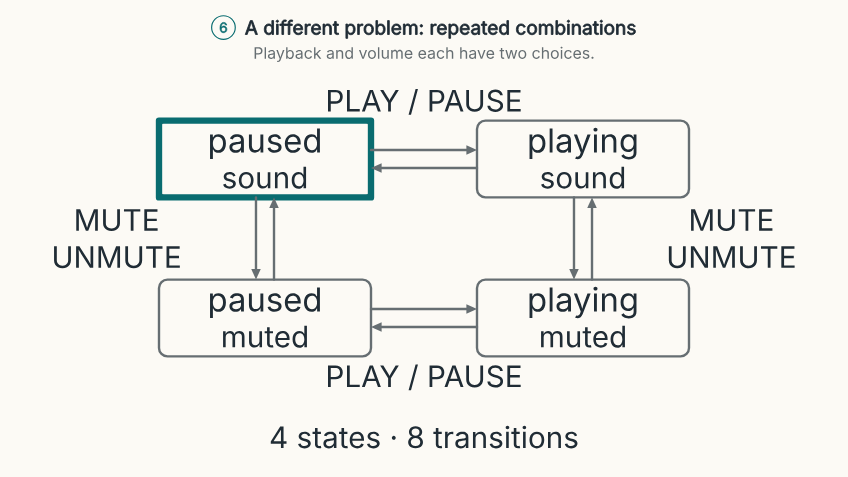 6 A different problem: repeated combinations
Playback and volume each have two choices.
PLAY / PAUSE
paused
sound
playing
sound
MUTE
UNMUTE
MUTE
UNMUTE
paused
muted
playing
muted
PLAY / PAUSE
4 states · 8 transitions